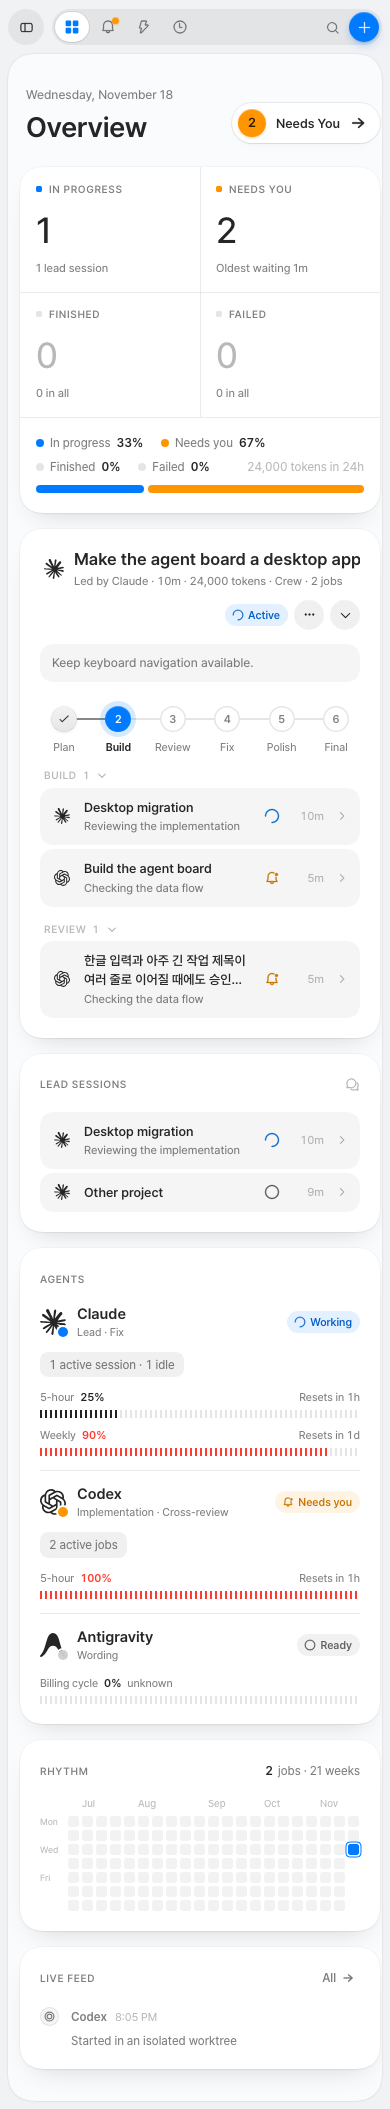 Wednesday, November 18
Overview
2 Needs You
IN PROGRESS
1
1 lead session
NEEDS YOU
2
Oldest waiting 1m
FINISHED
0
0 in all
FAILED
0
0 in all
In progress 33% Needs you 67%
Finished 0% Failed 0% 24,000 tokens in 24h
Make the agent board a desktop app
Led by Claude · 10m · 24,000 tokens · Crew · 2 jobs
Active
Keep keyboard navigation available.
2 3 4 5 6
Plan Build Review Fix Polish Final
BUILD 1
Desktop migration
Reviewing the implementation
10m
Build the agent board
Checking the data flow
5m
REVIEW 1
한글 입력과 아주 긴 작업 제목이
여러 줄로 이어질 때에도 승인...
Checking the data flow
5m
LEAD SESSIONS
Desktop migration
Reviewing the implementation
10m
Other project
9m
AGENTS
Claude
Lead · Fix
Working
1 active session · 1 idle
5-hour 25% Resets in 1h
Weekly 90% Resets in 1d
Codex
Implementation · Cross-review
Needs you
2 active jobs
5-hour 100% Resets in 1h
Antigravity
Wording
Ready
Billing cycle 0% unknown
RHYTHM 2 jobs · 21 weeks
Jul Aug Sep Oct Nov
Mon
Wed
Fri
LIVE FEED All
Codex 8:05 PM
Started in an isolated worktree